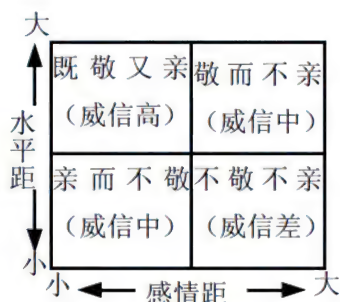 大
既敬又亲
(威信高)
敬而不亲
(威信中)
水平距
亲而不敬
(威信中)
不敬不亲
(威信差)
小
小
感情距
大